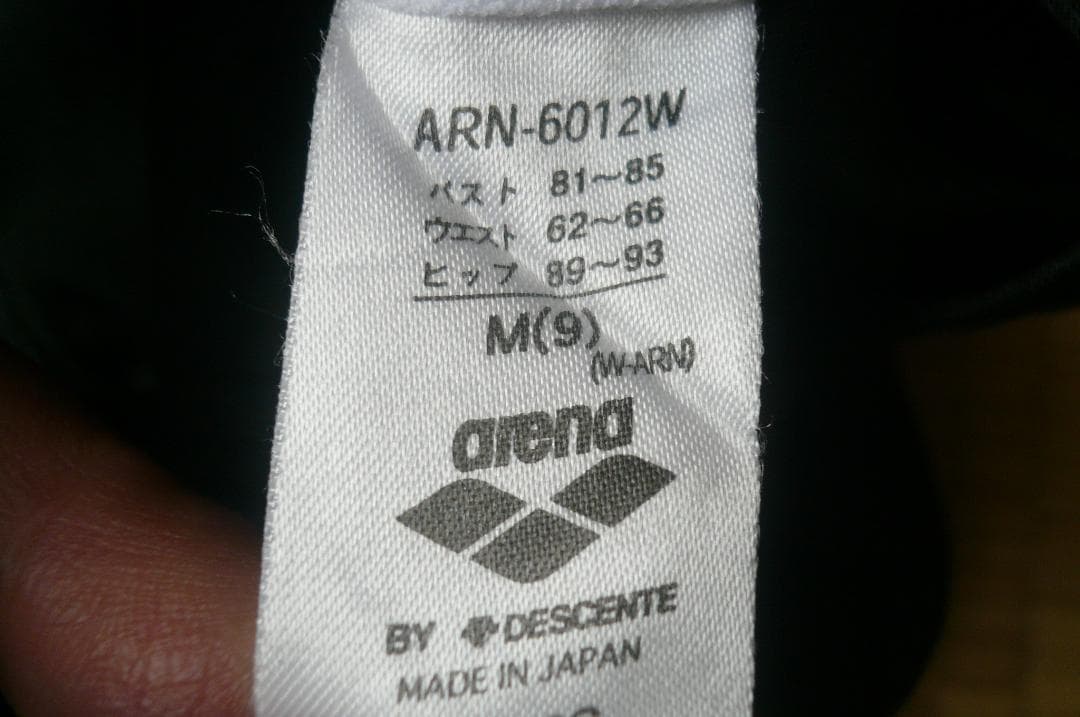 ARN-6012W
バスト 81~85
ウエスト 62~66
ヒップ 89~93
M(9)
(W-ARN)
arena
BY DESCENTE
MADE IN JAPAN